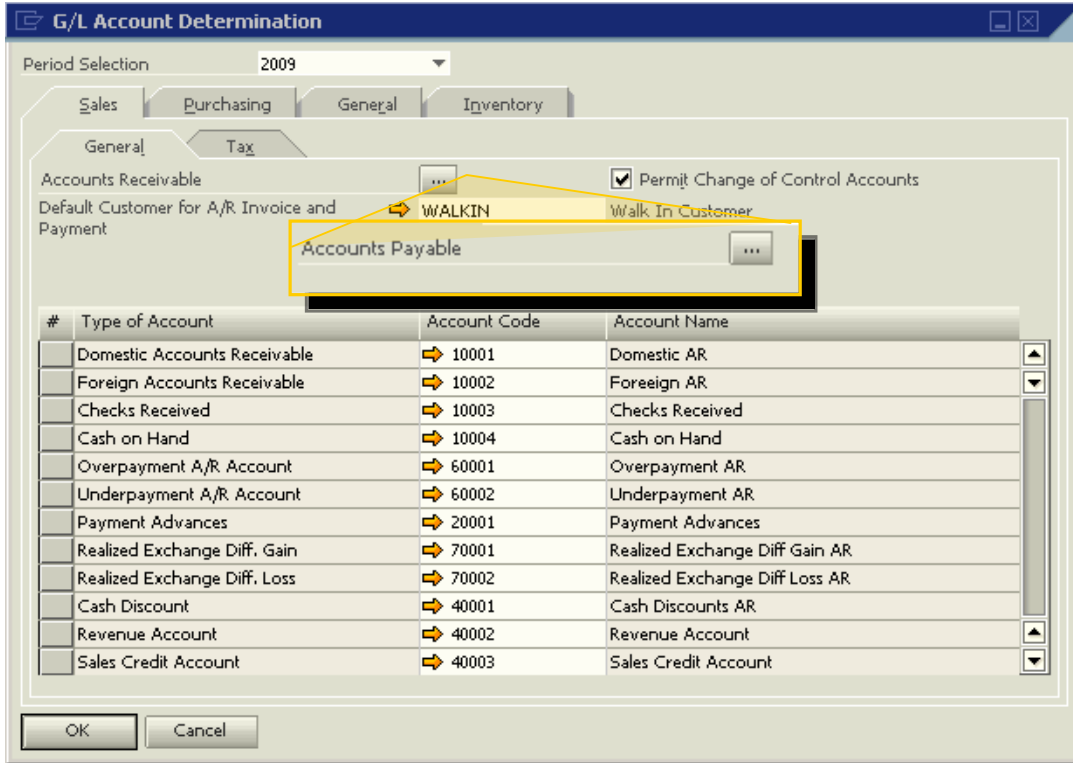 G/L Account Determination
Period Selection 2009
Sales Purchasing General Inventory
General Tax
Accounts Receivable ... Permit Change of Control Accounts
Default Customer for A/R Invoice and WALKIN Walk In Customer
Payment
Accounts Payable ...
# Type of Account Account Code Account Name
Domestic Accounts Receivable 10001 Domestic AR
Foreign Accounts Receivable 10002 Foreeign AR
Checks Received 10003 Checks Received
Cash on Hand 10004 Cash on Hand
Overpayment A/R Account 60001 Overpayment AR
Underpayment A/R Account 60002 Underpayment AR
Payment Advances 20001 Payment Advances
Realized Exchange Diff. Gain 70001 Realized Exchange Diff Gain AR
Realized Exchange Diff. Loss 70002 Realized Exchange Diff Loss AR
Cash Discount 40001 Cash Discounts AR
Revenue Account 40002 Revenue Account
Sales Credit Account 40003 Sales Credit Account
OK Cancel